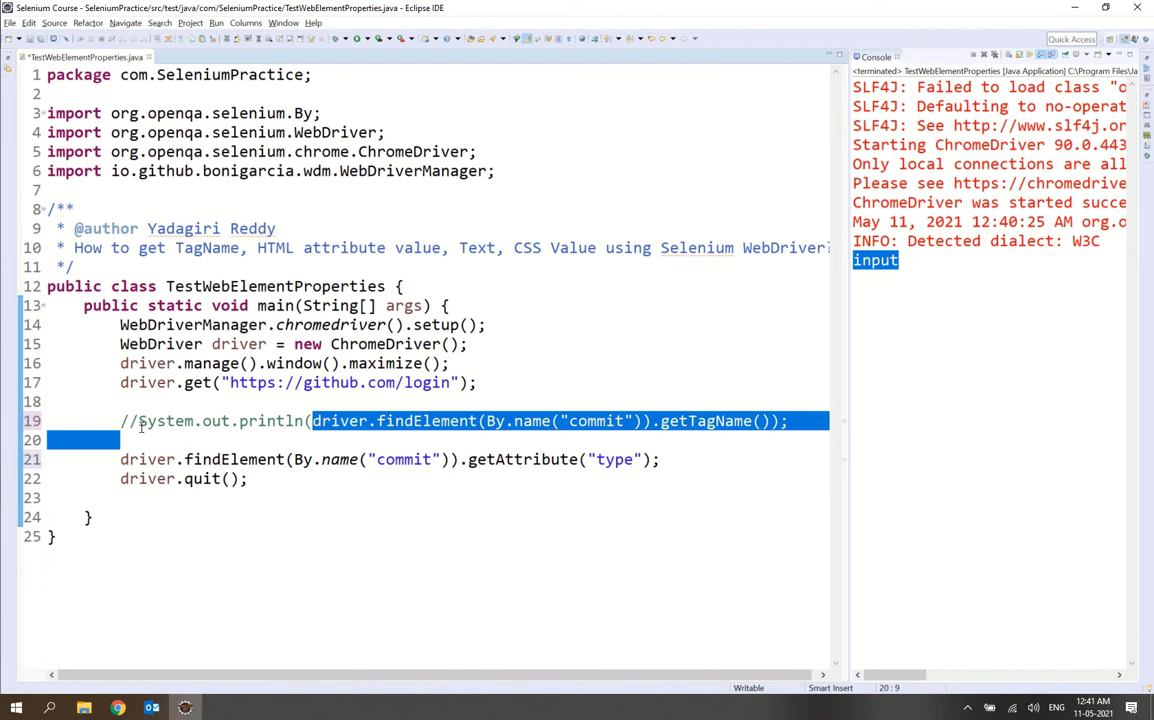 Selenium Course - SeleniumPractice/src/test/java/com/SeleniumPractice/TestWebElementProperties.java - Eclipse IDE
File Edit Source Refactor Navigate Search Project Run Columns Window Help
Quick Access
*TestWebElementProperties.java
1 package com.SeleniumPractice;
2
3 import org.openqa.selenium.By;
4 import org.openqa.selenium.WebDriver;
5 import org.openqa.selenium.chrome.ChromeDriver;
6 import io.github.bonigarcia.wdm.WebDriverManager;
7
8 /**
9 * @author Yadagiri Reddy
10 * How to get TagName, HTML attribute value, Text, CSS Value using Selenium WebDriver?
11 */
12 public class TestWebElementProperties {
13 public static void main(String[] args) {
14 WebDriverManager.chromedriver().setup();
15 WebDriver driver = new ChromeDriver();
16 driver.manage().window().maximize();
17 driver.get("https://github.com/login");
18
19 //System.out.println(driver.findElement(By.name("commit")).getTagName());
20
21 driver.findElement(By.name("commit")).getAttribute("type");
22 driver.quit();
23
24 }
25 }
Console
<terminated> TestWebElementProperties [Java Application] C:\Program Files\Ja
SLF4J: Failed to load class "o
SLF4J: Defaulting to no-operat
SLF4J: See http://www.slf4j.or
Starting ChromeDriver 90.0.443
Only local connections are all
Please see https://chromedrive
ChromeDriver was started succe
May 11, 2021 12:40:25 AM org.o
INFO: Detected dialect: W3C
input
Writable Smart Insert 20 : 9
ENG 12:41 AM
11-05-2021